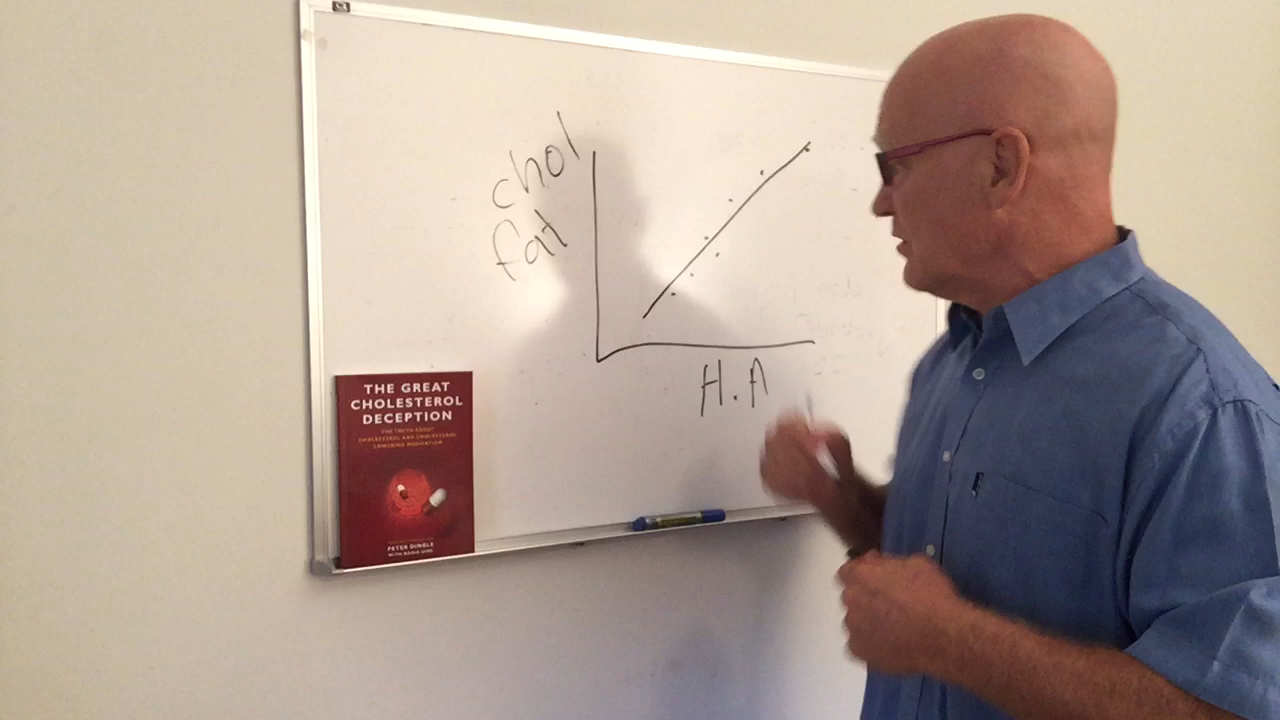 chol
fat
H.A
THE GREAT
CHOLESTEROL
DECEPTION
THE TRUTH ABOUT
CHOLESTEROL AND CHOLESTEROL
LOWERING MEDICATION
PETER DINGLE